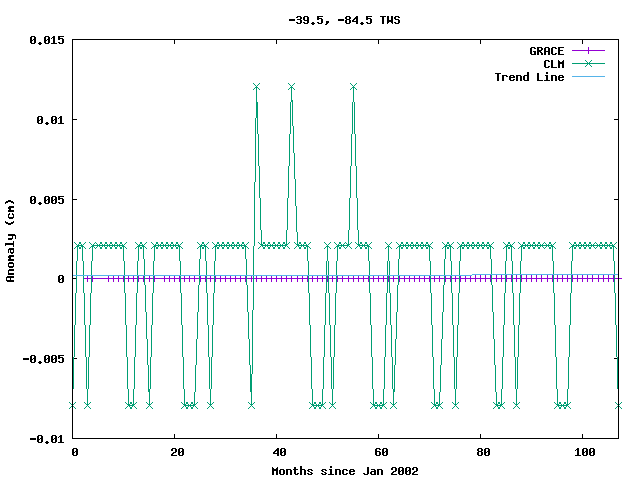 -39.5, -84.5 TWS
0.015
0.01
0.005
0
-0.005
-0.01
Anomaly (cm)
GRACE
CLM
Trend Line
0 20 40 60 80 100
Months since Jan 2002